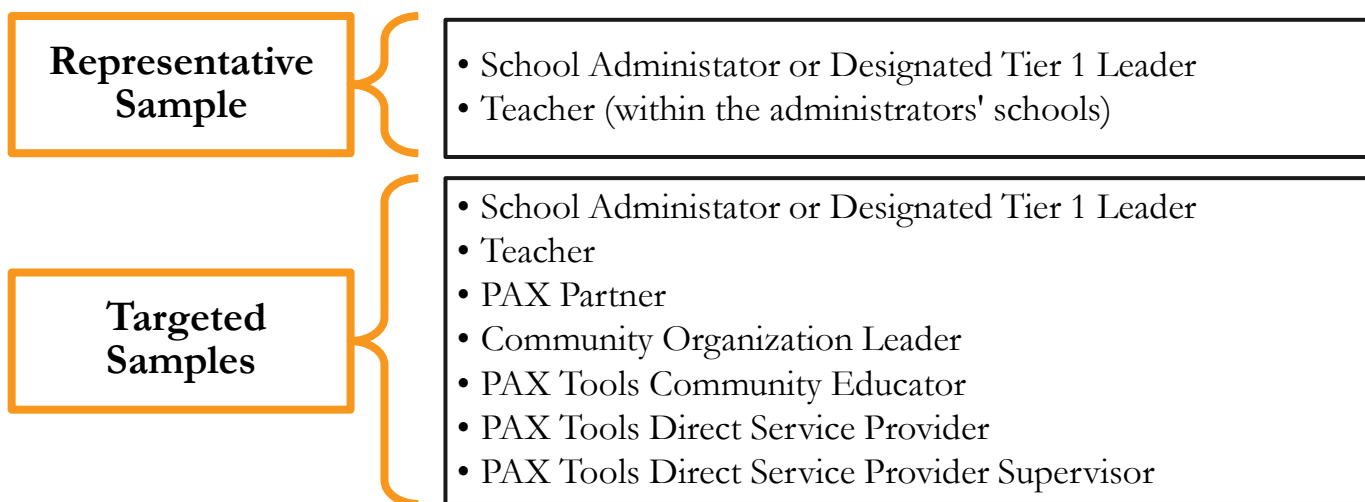 Representative
Sample
• School Administator or Designated Tier 1 Leader
• Teacher (within the administrators' schools)
Targeted
Samples
• School Administator or Designated Tier 1 Leader
• Teacher
• PAX Partner
• Community Organization Leader
• PAX Tools Community Educator
• PAX Tools Direct Service Provider
• PAX Tools Direct Service Provider Supervisor